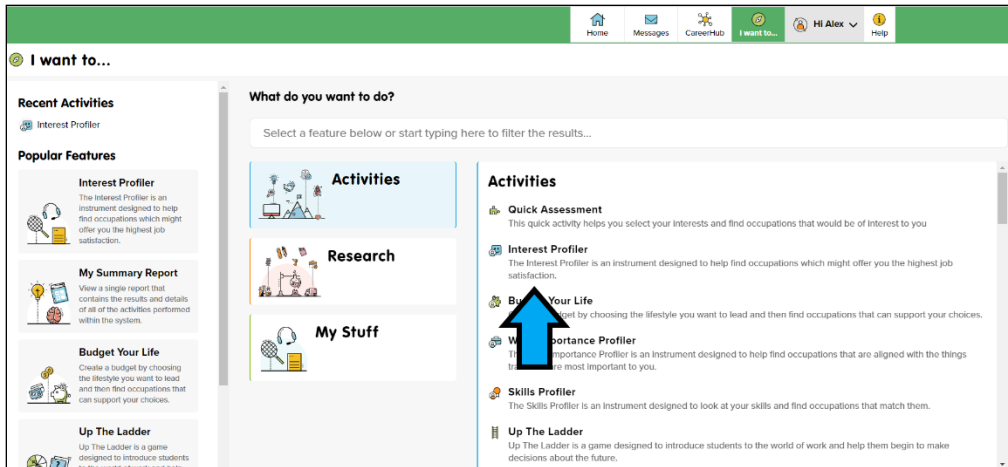 Home
Messages
CareerHub
I want to...
Hi Alex
Help
I want to...
Recent Activities
Interest Profiler
Popular Features
Interest Profiler
The Interest Profiler is an
instrument designed to help
find occupations which might
offer you the highest job
satisfaction.
My Summary Report
View a single report that
contains the results and details
of all of the activities performed
within the system.
Budget Your Life
Create a budget by choosing
the lifestyle you want to lead
and then find occupations that
can support your choices.
Up The Ladder
Up The Ladder is a game
designed to introduce students
What do you want to do?
Select a feature below or start typing here to filter the results...
Activities
Research
My Stuff
Activities
Quick Assessment
This quick activity helps you select your interests and find occupations that would be of interest to you
Interest Profiler
The Interest Profiler is an instrument designed to help find occupations which might offer you the highest job
satisfaction.
Your Life
by choosing the lifestyle you want to lead and then find occupations that can support your choices.
Profiler
Importance Profiler is an instrument designed to help find occupations that are aligned with the things
most important to you.
Skills Profiler
The Skills Profiler is an instrument designed to look at your skills and find occupations that match them.
Up The Ladder
Up The Ladder is a game designed to introduce students to the world of work and help them begin to make
decisions about the future.